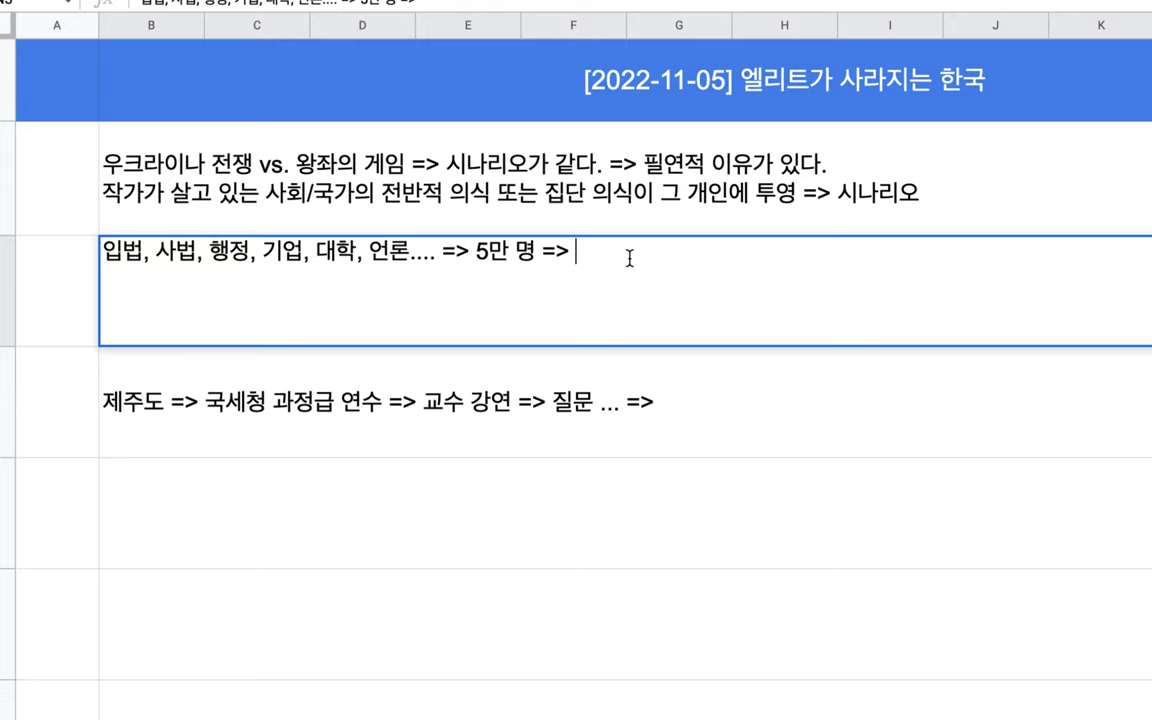 A B C D E F G H I J K
[2022-11-05] 엘리트가 사라지는 한국
우크라이나 전쟁 vs. 왕좌의 게임 => 시나리오가 같다. => 필연적 이유가 있다.
작가가 살고 있는 사회/국가의 전반적 의식 또는 집단 의식이 그 개인에 투영 => 시나리오
입법, 사법, 행정, 기업, 대학, 언론.... => 5만 명 =>
제주도 => 국세청 과정급 연수 => 교수 강연 => 질문 ... =>